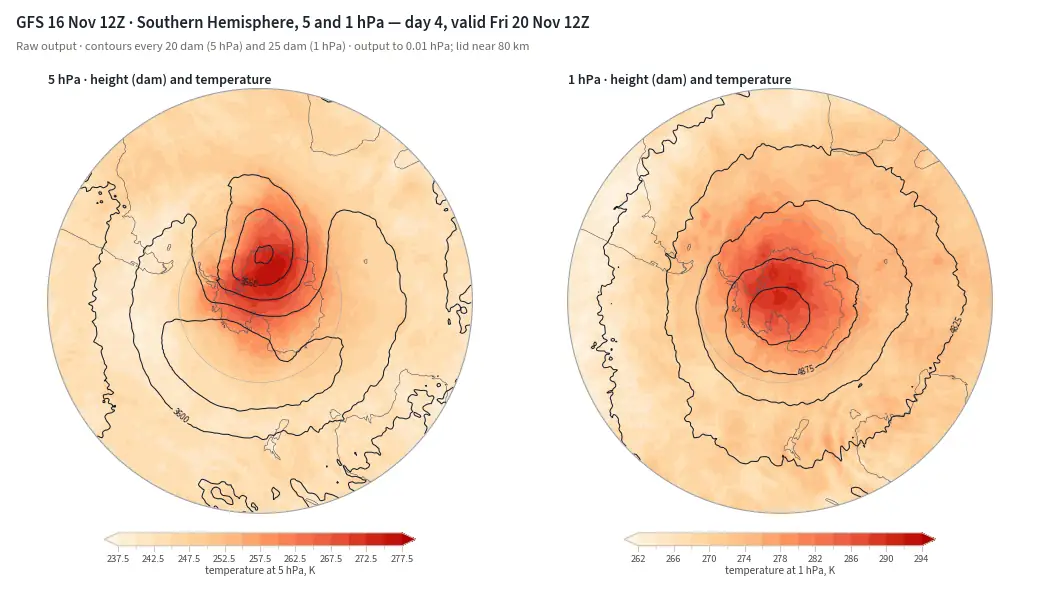 GFS 16 Nov 12Z · Southern Hemisphere, 5 and 1 hPa — day 4, valid Fri 20 Nov 12Z
Raw output · contours every 20 dam (5 hPa) and 25 dam (1 hPa) · output to 0.01 hPa; lid near 80 km
5 hPa · height (dam) and temperature
1 hPa · height (dam) and temperature
3600
4825
4875
237.5 242.5 247.5 252.5 257.5 262.5 267.5 272.5 277.5
temperature at 5 hPa, K
262 266 270 274 278 282 286 290 294
temperature at 1 hPa, K